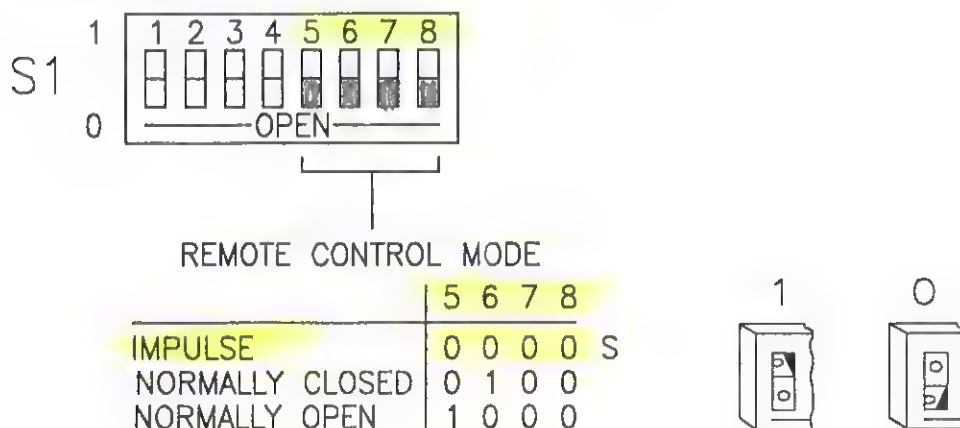 1 1 2 3 4 5 6 7 8
S1
0 OPEN
REMOTE CONTROL MODE
5 6 7 8
IMPULSE 0 0 0 0 S
NORMALLY CLOSED 0 1 0 0
NORMALLY OPEN 1 0 0 0
1 0